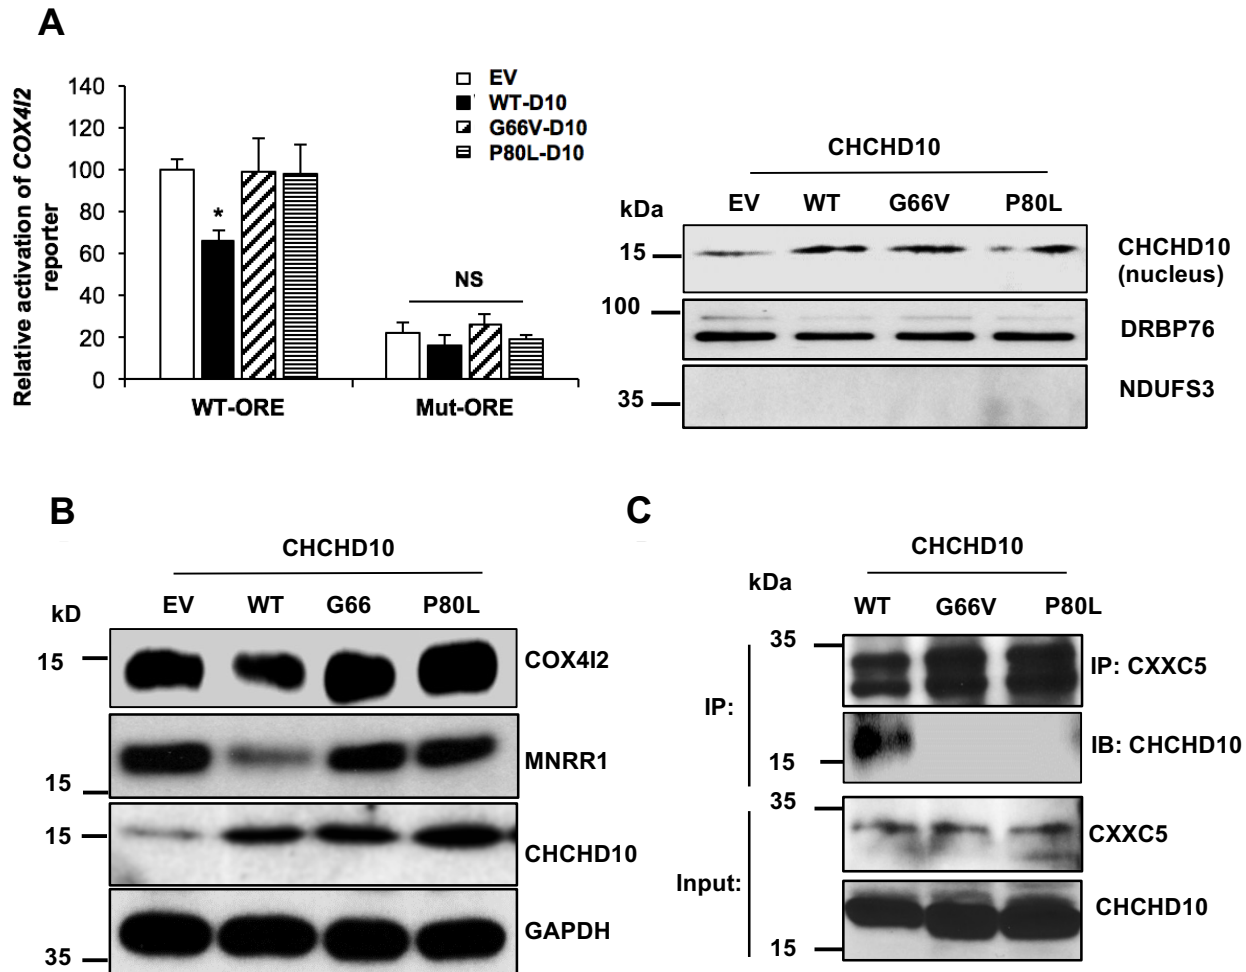 A
Relative activation of COX4I2
reporter
140
120
100
80
60
40
20
0
EV
WT-D10
G66V-D10
P80L-D10
*
NS
WT-ORE
Mut-ORE
CHCHD10
kDa
EV WT G66V P80L
15
CHCHD10
(nucleus)
100
DRBP76
35
NDUFS3
B
CHCHD10
kD
EV WT G66 P80L
15
COX4I2
MNRR1
15
15
CHCHD10
GAPDH
35
C
CHCHD10
kDa
WT G66V P80L
35
IP: CXXC5
IP:
IB: CHCHD10
15
35
CXXC5
Input:
CHCHD10
15